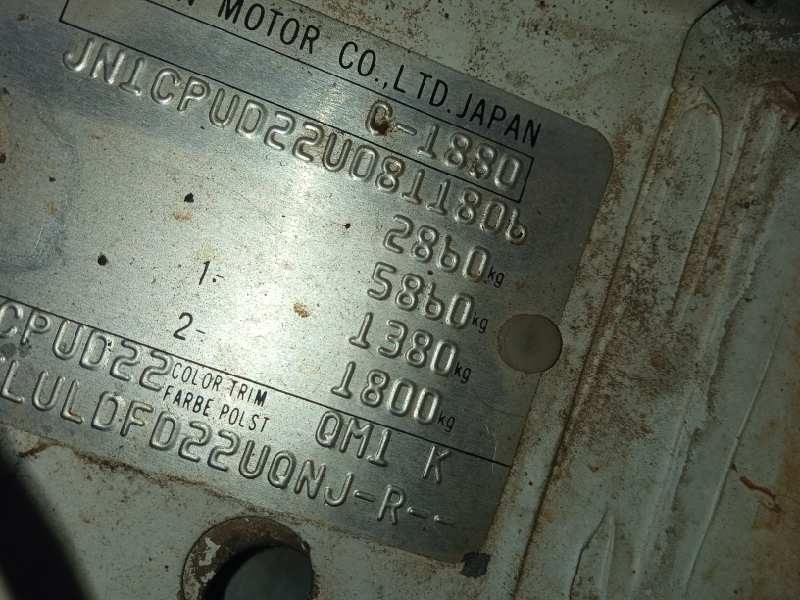 MOTOR CO.,LTD.JAPAN
C-1880
JN1CPUD22U0811806
2860kg
1- 5860kg
2- 1380kg
CPUD22 1800kg
COLOR TRIM
FARBE POLST QM1 K
LULDFD22UQNJ-R--